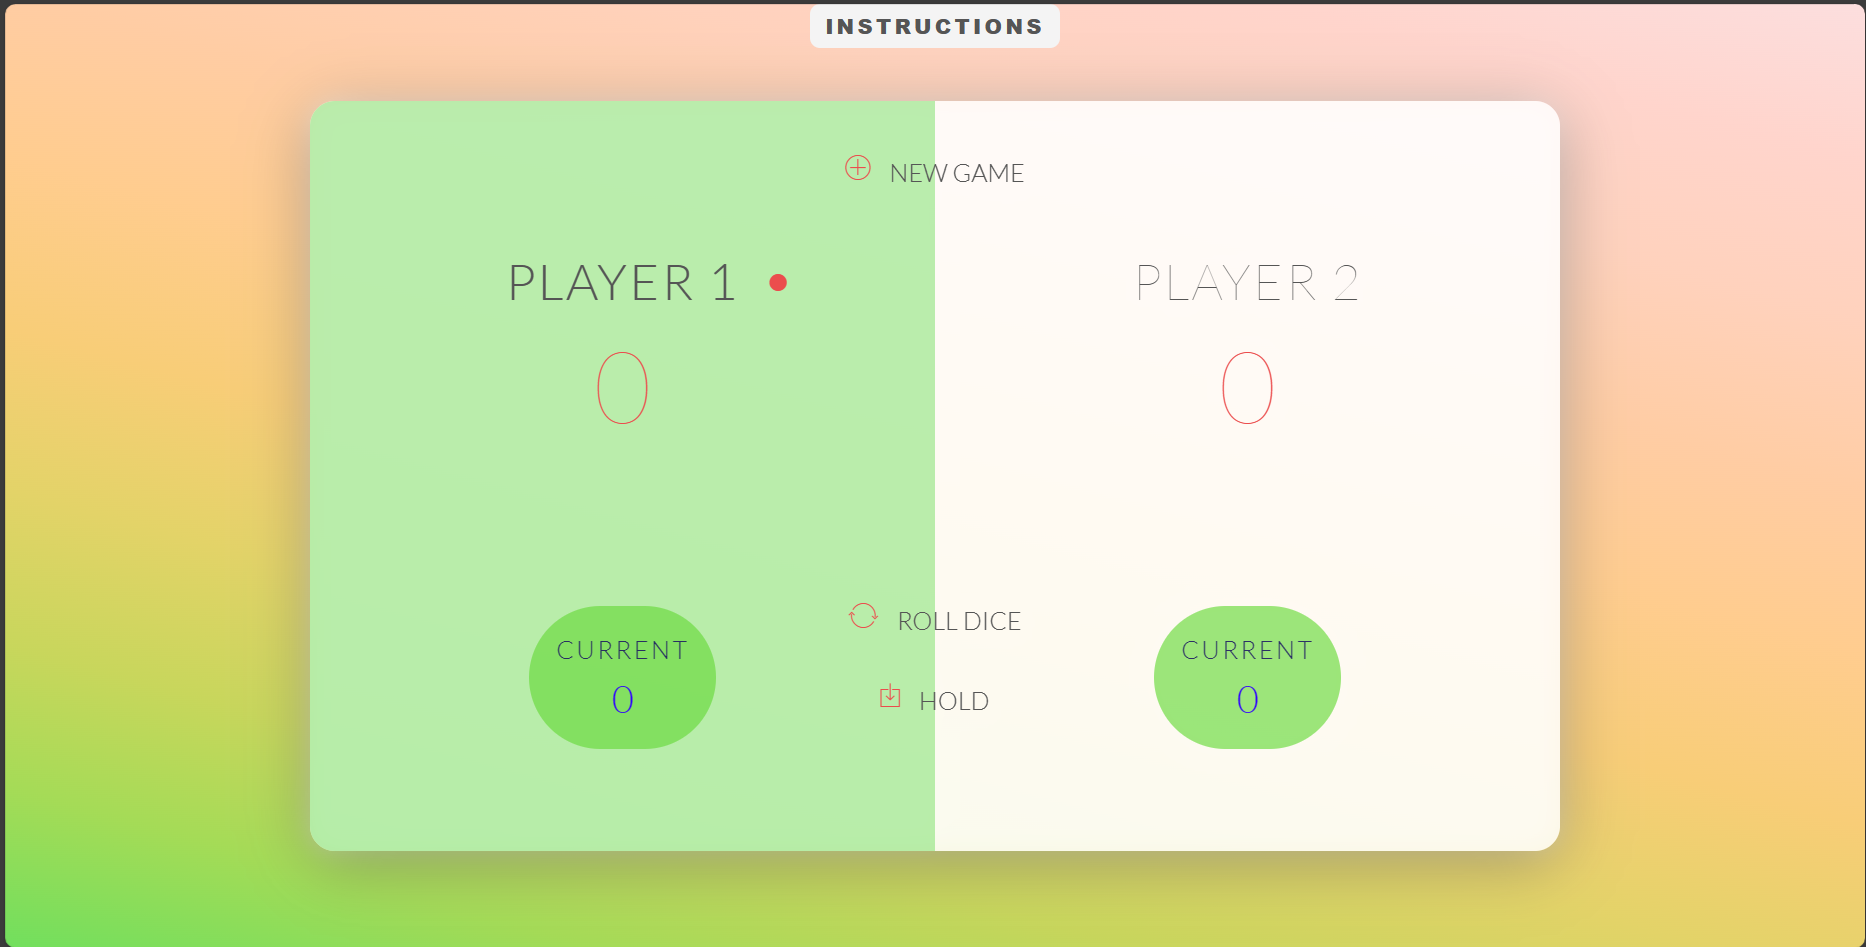 INSTRUCTIONS
NEW GAME
PLAYER 1
PLAYER 2
0
0
ROLL DICE
CURRENT
CURRENT
0
0
HOLD